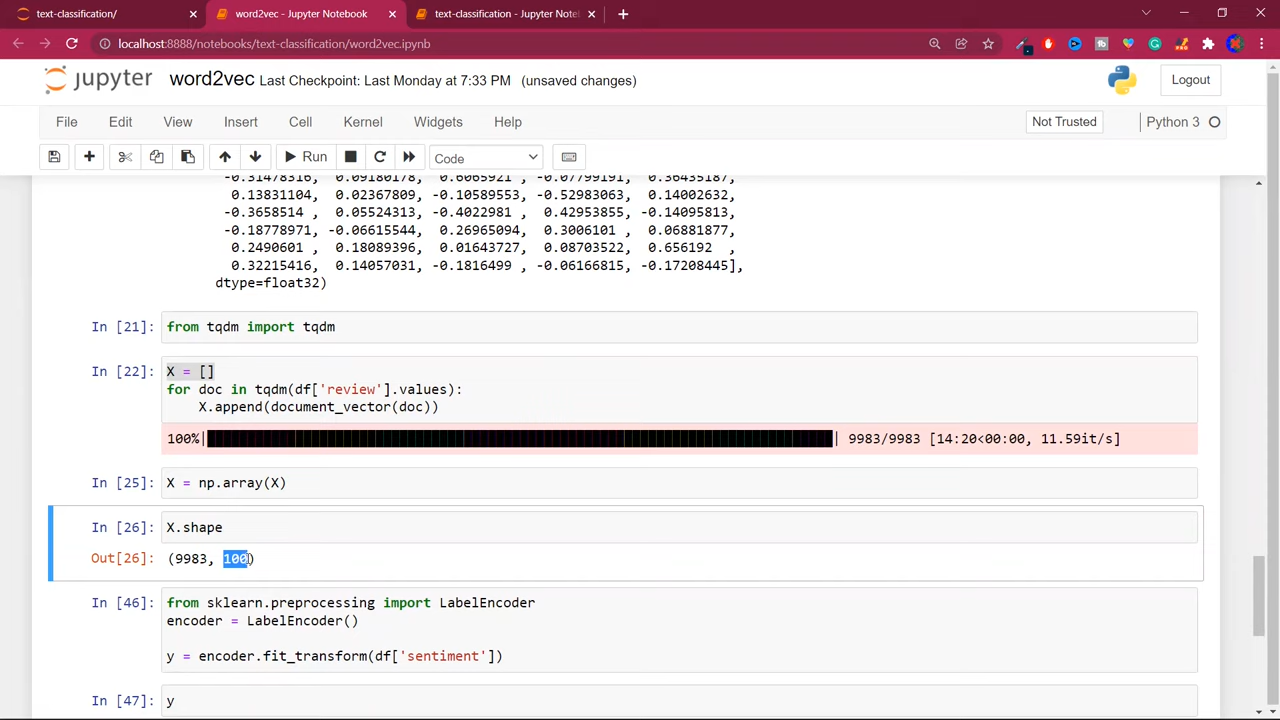 text-classification/
word2vec - Jupyter Notebook
text-classification - Jupyter Note
localhost:8888/notebooks/text-classification/word2vec.ipynb
jupyter
word2vec Last Checkpoint: Last Monday at 7:33 PM (unsaved changes)
Logout
File Edit View Insert Cell Kernel Widgets Help
Not Trusted
Python 3
Run
Code
-0.31478316, 0.09180178, 0.6065921 , -0.07799191, 0.36435187,
0.13831104, 0.02367809, -0.10589553, -0.52983063, 0.14002632,
-0.3658514 , 0.05524313, -0.4022981 , 0.42953855, -0.14095813,
-0.18778971, -0.06615544, 0.26965094, 0.3006101 , 0.06881877,
0.2490601 , 0.18089396, 0.01643727, 0.08703522, 0.656192 ,
0.32215416, 0.14057031, -0.1816499 , -0.06166815, -0.17208445],
dtype=float32)
In [21]: from tqdm import tqdm
In [22]: X = []
for doc in tqdm(df['review'].values):
X.append(document_vector(doc))
100%| | 9983/9983 [14:20<00:00, 11.59it/s]
In [25]: X = np.array(X)
In [26]: X.shape
Out[26]: (9983, 100)
In [46]: from sklearn.preprocessing import LabelEncoder
encoder = LabelEncoder()
y = encoder.fit_transform(df['sentiment'])
In [47]: y